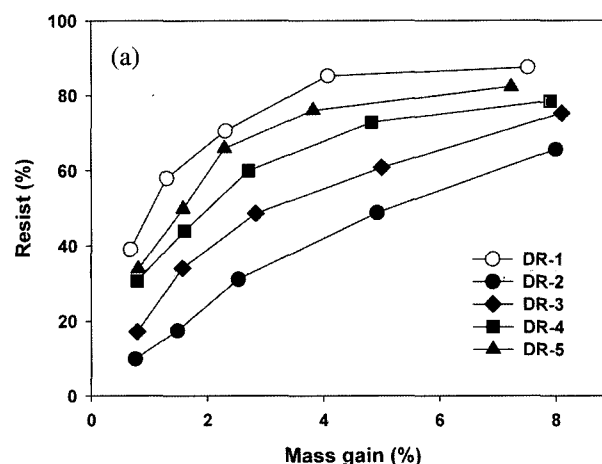 100
(a)
80
60
40
20
0
Resist (%)
DR-1
DR-2
DR-3
DR-4
DR-5
0 2 4 6 8
Mass gain (%)